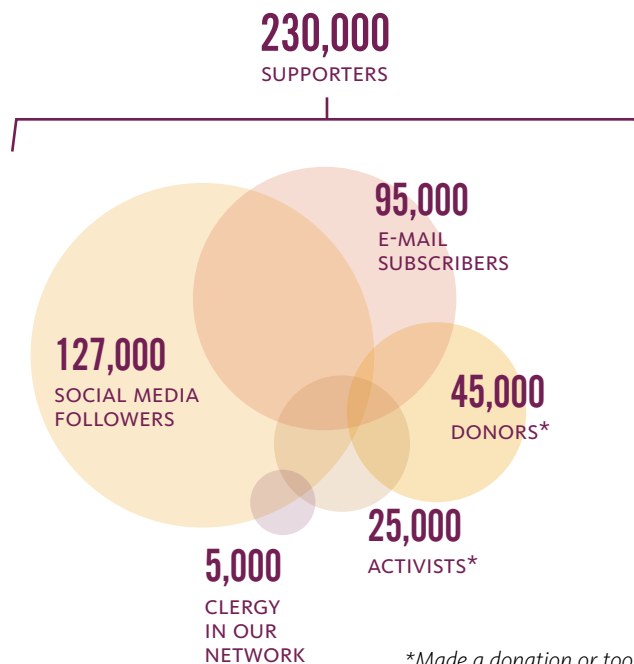 230,000
SUPPORTERS
95,000
E-MAIL
SUBSCRIBERS
127,000
SOCIAL MEDIA
FOLLOWERS
45,000
DONORS*
25,000
ACTIVISTS*
5,000
CLERGY
IN OUR
NETWORK
*Made a donation or